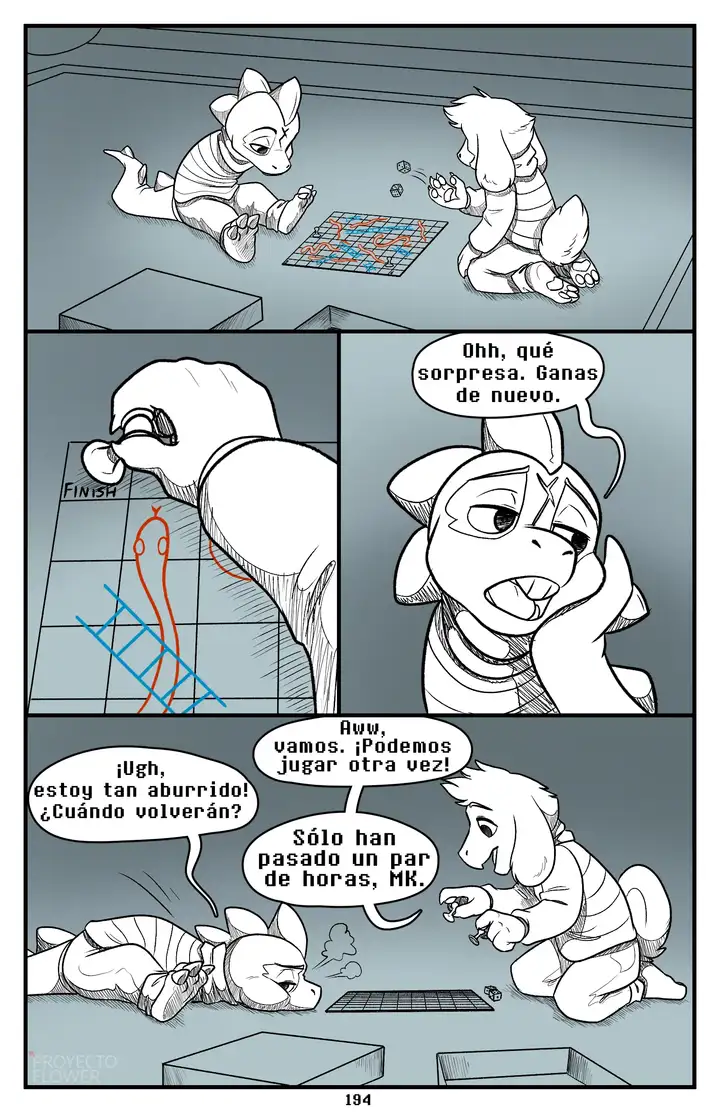 FINISH
Ohh, qué
sorpresa. Ganas
de nuevo.
¡Ugh,
estoy tan aburrido!
¿Cuándo volverán?
Aww,
vamos. ¡Podemos
jugar otra vez!
Sólo han
pasado un par
de horas, MK.
PROYECTO
FLOWER
194